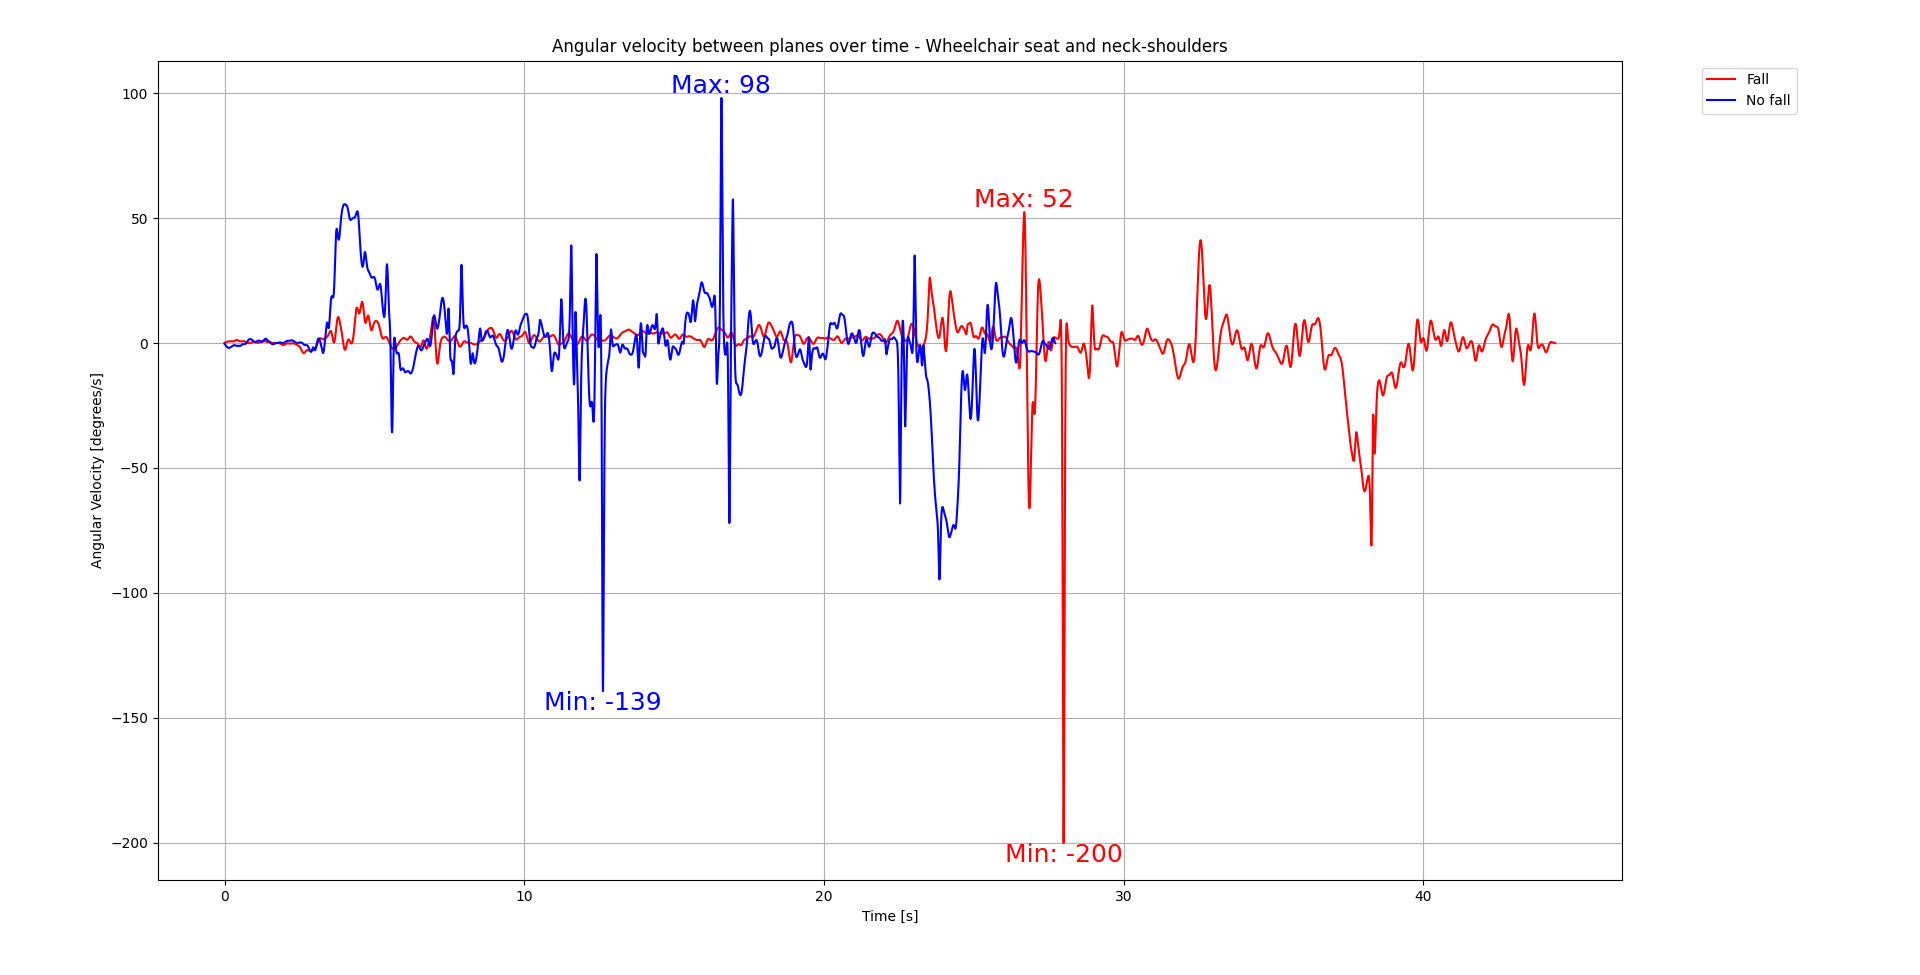 Angular velocity between planes over time - Wheelchair seat and neck-shoulders
Fall
No fall
Max: 98
Max: 52
Min: -139
Min: -200
100
50
0
−50
−100
−150
−200
Angular Velocity [degrees/s]
0
10
20
30
40
Time [s]